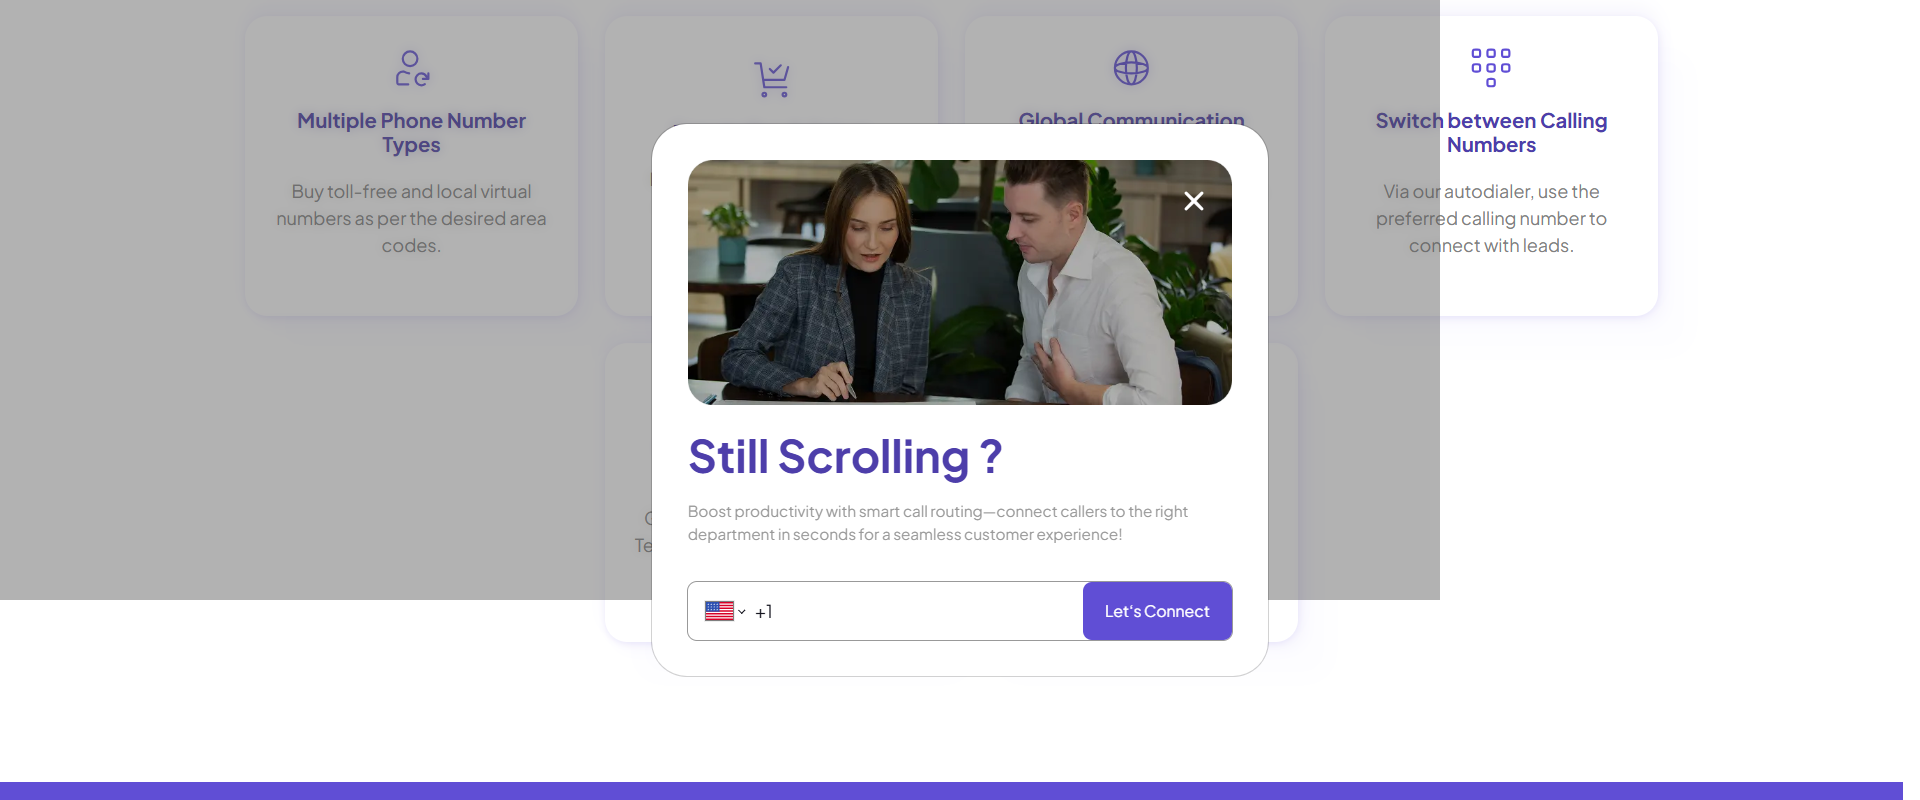 Multiple Phone Number
Types
Buy toll-free and local virtual
numbers as per the desired area
codes.
Global Communication
Switch between Calling
Numbers
Via our autodialer, use the
preferred calling number to
connect with leads.
Still Scrolling ?
Boost productivity with smart call routing—connect callers to the right
department in seconds for a seamless customer experience!
+1
Let's Connect